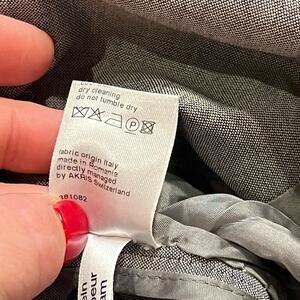 dry cleaning
do not tumble dry
P
fabric origin Italy
made in Romania
directly managed
by AKRIS Switzerland
381082